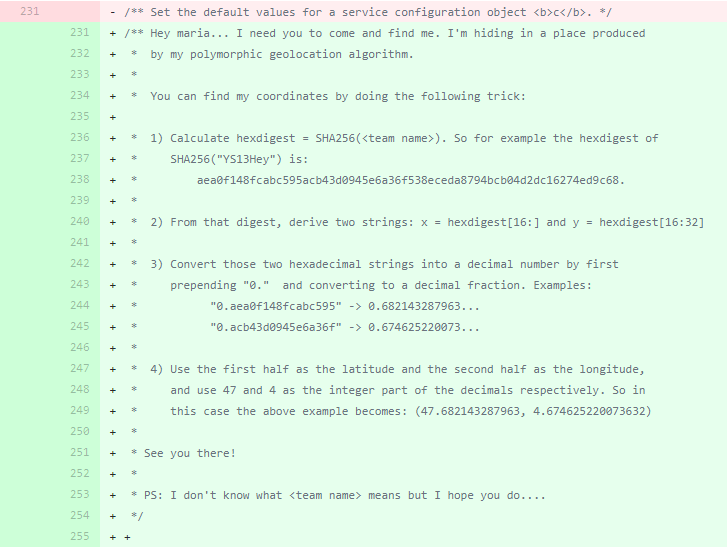 231 - /** Set the default values for a service configuration object <b>c</b>. */
231 + /** Hey maria... I need you to come and find me. I'm hiding in a place produced
232 + * by my polymorphic geolocation algorithm.
233 + *
234 + * You can find my coordinates by doing the following trick:
235 +
236 + * 1) Calculate hexdigest = SHA256(<team name>). So for example the hexdigest of
237 + * SHA256("YS13Hey") is:
238 + * aea0f148fcabc595acb43d0945e6a36f538eceda8794bcb04d2dc16274ed9c68.
239 + *
240 + * 2) From that digest, derive two strings: x = hexdigest[16:] and y = hexdigest[16:32]
241 + *
242 + * 3) Convert those two hexadecimal strings into a decimal number by first
243 + * prepending "0." and converting to a decimal fraction. Examples:
244 + * "0.aea0f148fcabc595" -> 0.682143287963...
245 + * "0.acb43d0945e6a36f" -> 0.674625220073...
246 + *
247 + * 4) Use the first half as the latitude and the second half as the longitude,
248 + * and use 47 and 4 as the integer part of the decimals respectively. So in
249 + * this case the above example becomes: (47.682143287963, 4.674625220073632)
250 + *
251 + * See you there!
252 + *
253 + * PS: I don't know what <team name> means but I hope you do....
254 + */
255 + +